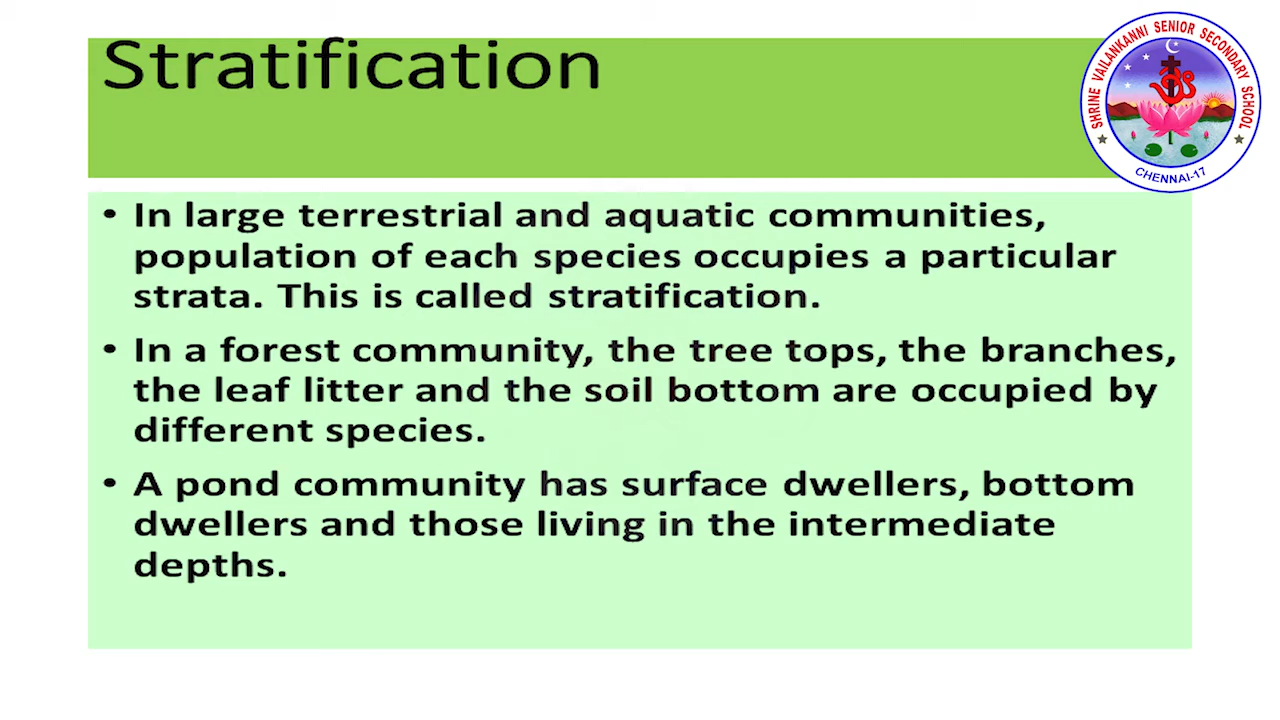 Stratification
SHRINE VAILANKANNI SENIOR SECONDARY SCHOOL
CHENNAI-17
• In large terrestrial and aquatic communities,
population of each species occupies a particular
strata. This is called stratification.
• In a forest community, the tree tops, the branches,
the leaf litter and the soil bottom are occupied by
different species.
• A pond community has surface dwellers, bottom
dwellers and those living in the intermediate
depths.